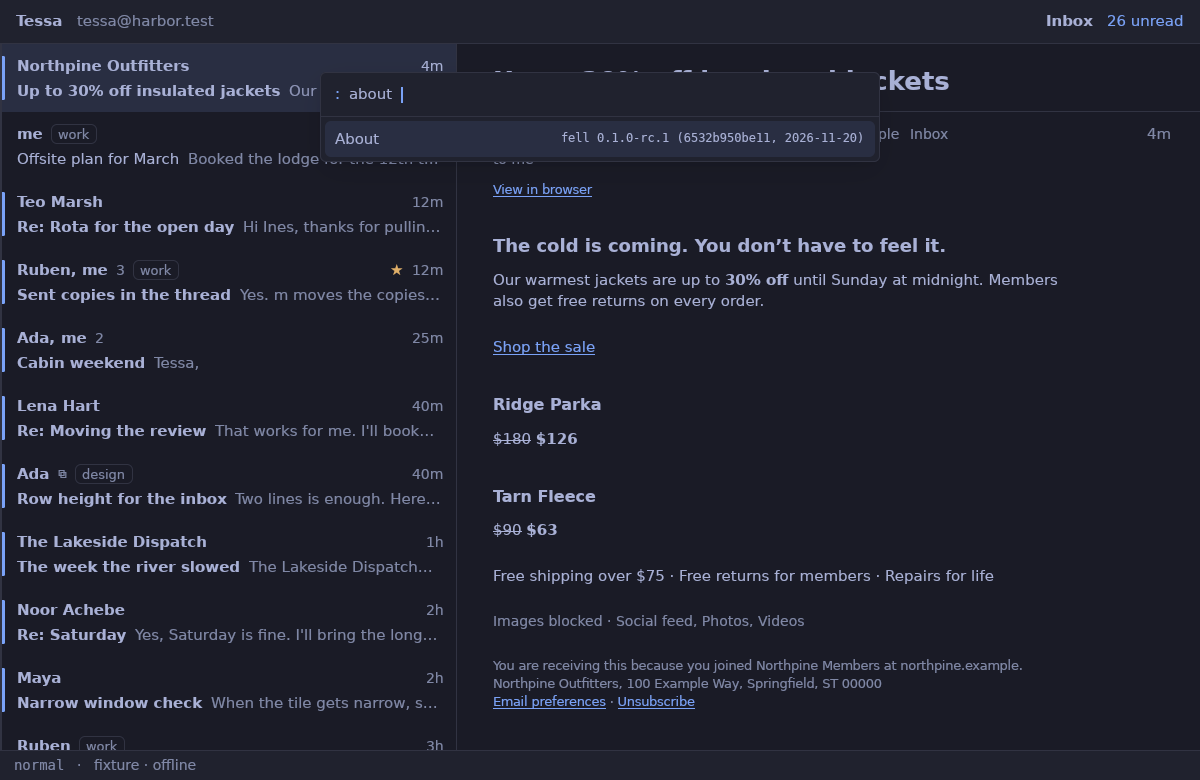 Tessa tessa@harbor.test
Inbox 26 unread
: about
About fell 0.1.0-rc.1 (6532b950be11, 2026-11-20)
Northpine Outfitters 4m
Up to 30% off insulated jackets Our
me work
Offsite plan for March Booked the lodge for the 12th t…
Teo Marsh 12m
Re: Rota for the open day Hi Ines, thanks for pullin…
Ruben, me 3 work ★ 12m
Sent copies in the thread Yes. m moves the copies…
Ada, me 2 25m
Cabin weekend Tessa,
Lena Hart 40m
Re: Moving the review That works for me. I'll book…
Ada design 40m
Row height for the inbox Two lines is enough. Here…
The Lakeside Dispatch 1h
The week the river slowed The Lakeside Dispatch…
Noor Achebe 2h
Re: Saturday Yes, Saturday is fine. I'll bring the long…
Maya 2h
Narrow window check When the tile gets narrow, s…
Ruben work 3h
Inbox 4m
to me
View in browser
The cold is coming. You don’t have to feel it.
Our warmest jackets are up to 30% off until Sunday at midnight. Members
also get free returns on every order.
Shop the sale
Ridge Parka
$180 $126
Tarn Fleece
$90 $63
Free shipping over $75 · Free returns for members · Repairs for life
Images blocked · Social feed, Photos, Videos
You are receiving this because you joined Northpine Members at northpine.example.
Northpine Outfitters, 100 Example Way, Springfield, ST 00000
Email preferences · Unsubscribe
normal · fixture · offline